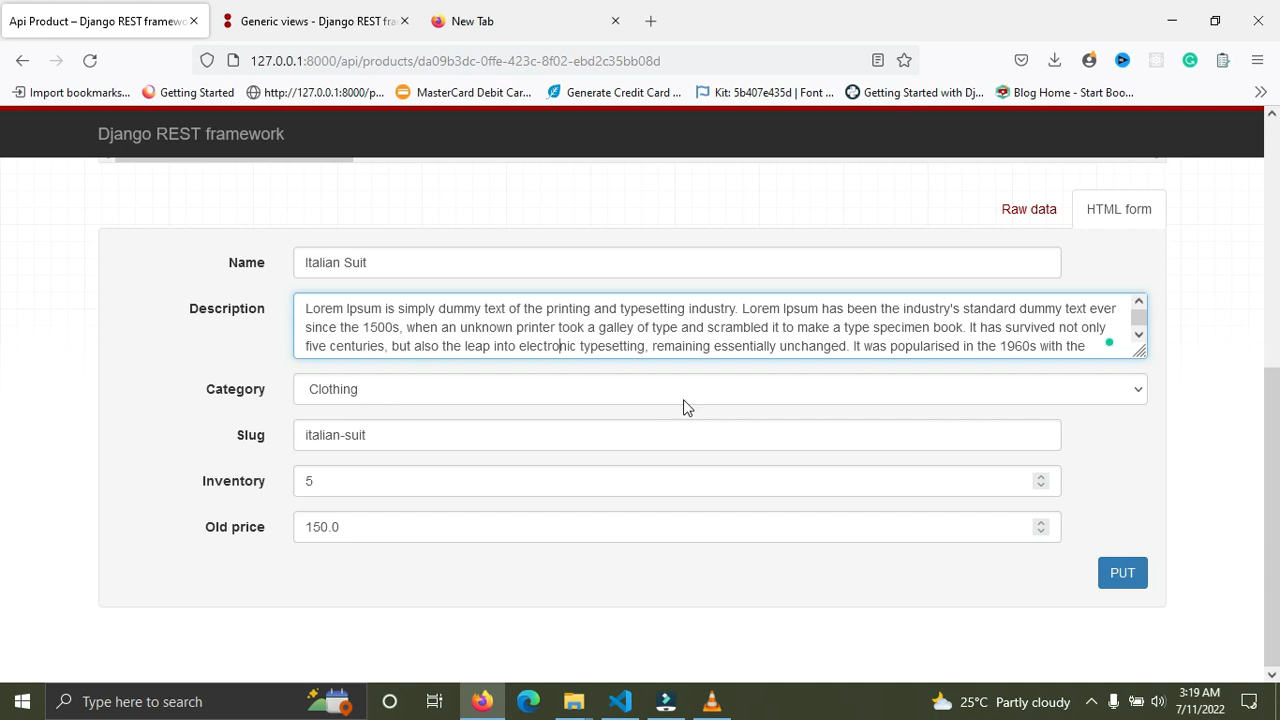 Api Product – Django REST framewo
Generic views - Django REST fra
New Tab
127.0.0.1:8000/api/products/da09b8dc-0ffe-423c-8f02-ebd2c35bb08d
Import bookmarks...
Getting Started
http://127.0.0.1:8000/p...
MasterCard Debit Car...
Generate Credit Card ...
Kit: 5b407e435d | Font ...
Getting Started with Dj...
Blog Home - Start Boo...
Django REST framework
Raw data
HTML form
Name
Italian Suit
Description
Lorem Ipsum is simply dummy text of the printing and typesetting industry. Lorem Ipsum has been the industry's standard dummy text ever
since the 1500s, when an unknown printer took a galley of type and scrambled it to make a type specimen book. It has survived not only
five centuries, but also the leap into electronic typesetting, remaining essentially unchanged. It was popularised in the 1960s with the
Category
Clothing
Slug
italian-suit
Inventory
5
Old price
150.0
PUT
Type here to search
25°C Partly cloudy
3:19 AM
7/11/2022